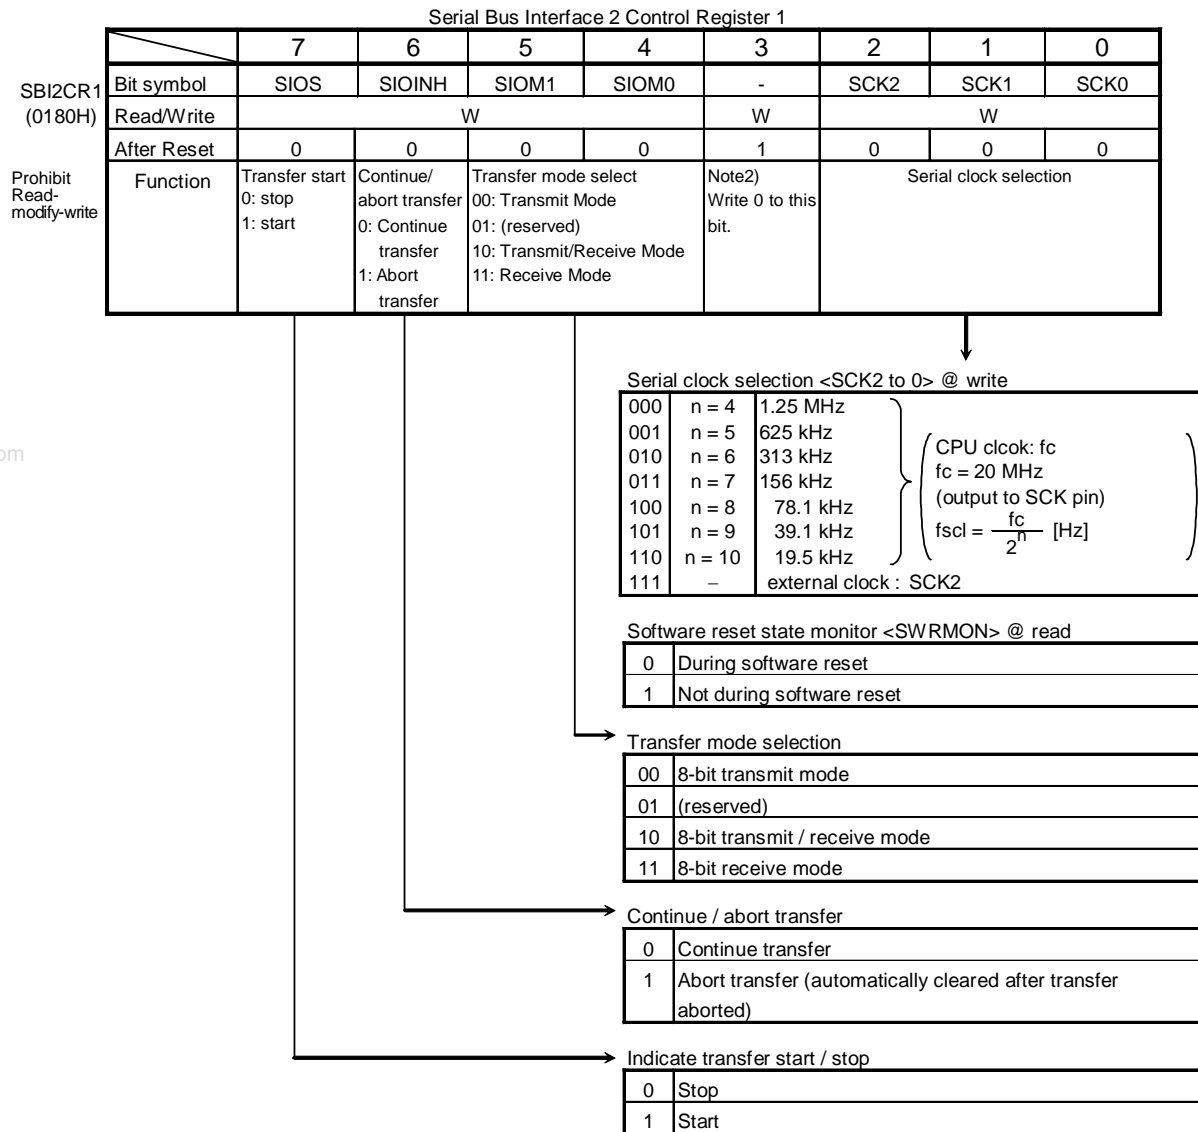 Serial Bus Interface 2 Control Register 1
7 6 5 4 3 2 1 0
SBI2CR1
(0180H)
Bit symbol SIOS SIOINH SIOM1 SIOM0 - SCK2 SCK1 SCK0
Read/Write W W W
After Reset 0 0 0 0 1 0 0 0
Prohibit
Read-
modify-write
Function
Transfer start
0: stop
1: start
Continue/
abort transfer
0: Continue
transfer
1: Abort
transfer
Transfer mode select
00: Transmit Mode
01: (reserved)
10: Transmit/Receive Mode
11: Receive Mode
Note2)
Write 0 to this
bit.
Serial clock selection
Serial clock selection <SCK2 to 0> @ write
000 n = 4 1.25 MHz
001 n = 5 625 kHz
010 n = 6 313 kHz
011 n = 7 156 kHz
100 n = 8 78.1 kHz
101 n = 9 39.1 kHz
110 n = 10 19.5 kHz
111 – external clock : SCK2
CPU clcok: fc
fc = 20 MHz
(output to SCK pin)
fscl = fc / 2^n [Hz]
om
Software reset state monitor <SWRMON> @ read
0 During software reset
1 Not during software reset
Transfer mode selection
00 8-bit transmit mode
01 (reserved)
10 8-bit transmit / receive mode
11 8-bit receive mode
Continue / abort transfer
0 Continue transfer
1 Abort transfer (automatically cleared after transfer
aborted)
Indicate transfer start / stop
0 Stop
1 Start